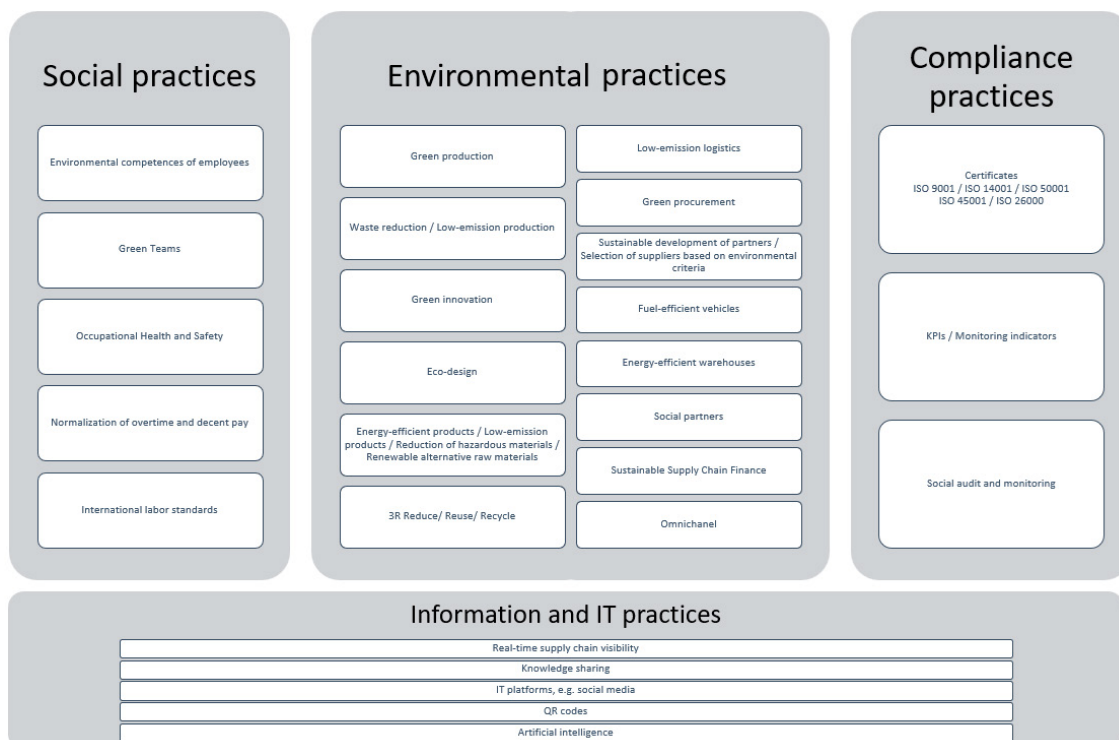 Social practices
Environmental competences of employees
Green Teams
Occupational Health and Safety
Normalization of overtime and decent pay
International labor standards
Environmental practices
Green production
Waste reduction / Low-emission production
Green innovation
Eco-design
Energy-efficient products / Low-emission
products / Reduction of hazardous materials /
Renewable alternative raw materials
3R Reduce/ Reuse/ Recycle
Low-emission logistics
Green procurement
Sustainable development of partners /
Selection of suppliers based on environmental
criteria
Fuel-efficient vehicles
Energy-efficient warehouses
Social partners
Sustainable Supply Chain Finance
Omnichanel
Compliance
practices
Certificates
ISO 9001 / ISO 14001 / ISO 50001
ISO 45001 / ISO 26000
KPIs / Monitoring indicators
Social audit and monitoring
Information and IT practices
Real-time supply chain visibility
Knowledge sharing
IT platforms, e.g. social media
QR codes
Artificial intelligence